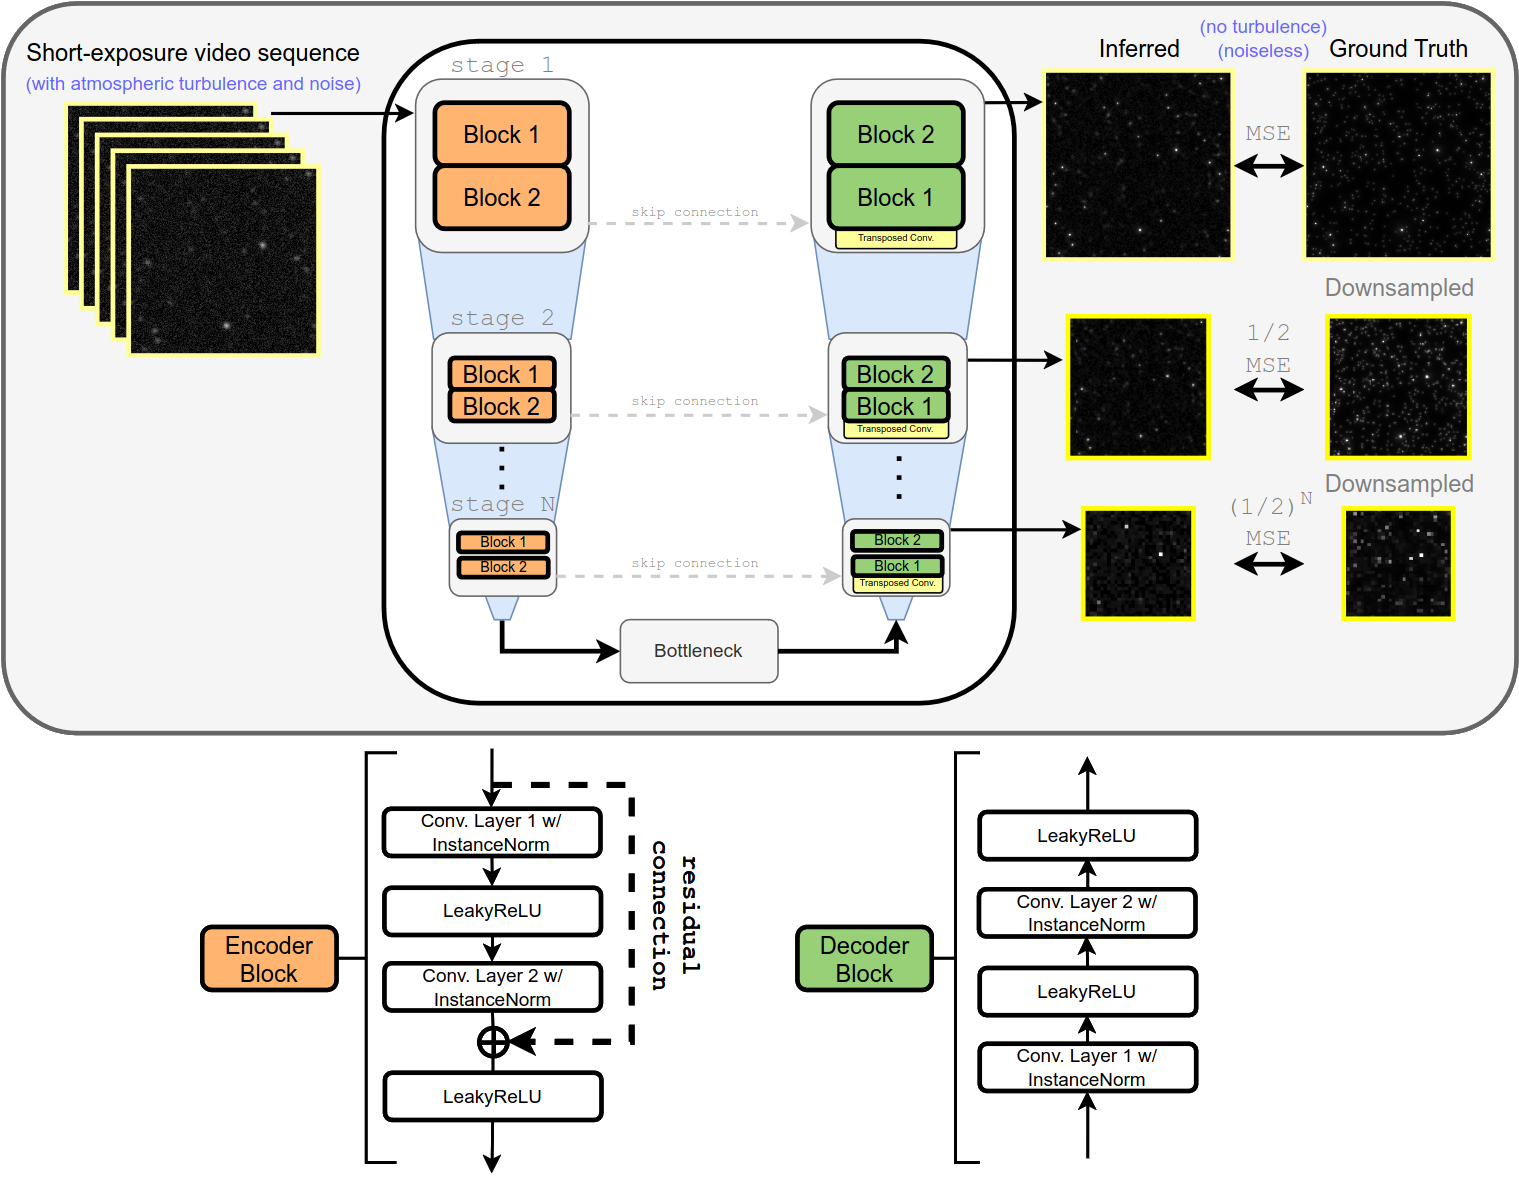 Short-exposure video sequence
(with atmospheric turbulence and noise)
stage 1
Block 1
Block 2
skip connection
Block 2
Block 1
Transposed Conv.
Inferred
(no turbulence)
(noiseless)
Ground Truth
MSE
Downsampled
stage 2
Block 1
Block 2
skip connection
Block 2
Block 1
Transposed Conv.
1/2
MSE
Downsampled
stage N
Block 1
Block 2
skip connection
Block 2
Block 1
Transposed Conv.
(1/2)^N
MSE
Bottleneck
Encoder
Block
Conv. Layer 1 w/
InstanceNorm
LeakyReLU
Conv. Layer 2 w/
InstanceNorm
LeakyReLU
residual
connection
Decoder
Block
LeakyReLU
Conv. Layer 2 w/
InstanceNorm
LeakyReLU
Conv. Layer 1 w/
InstanceNorm